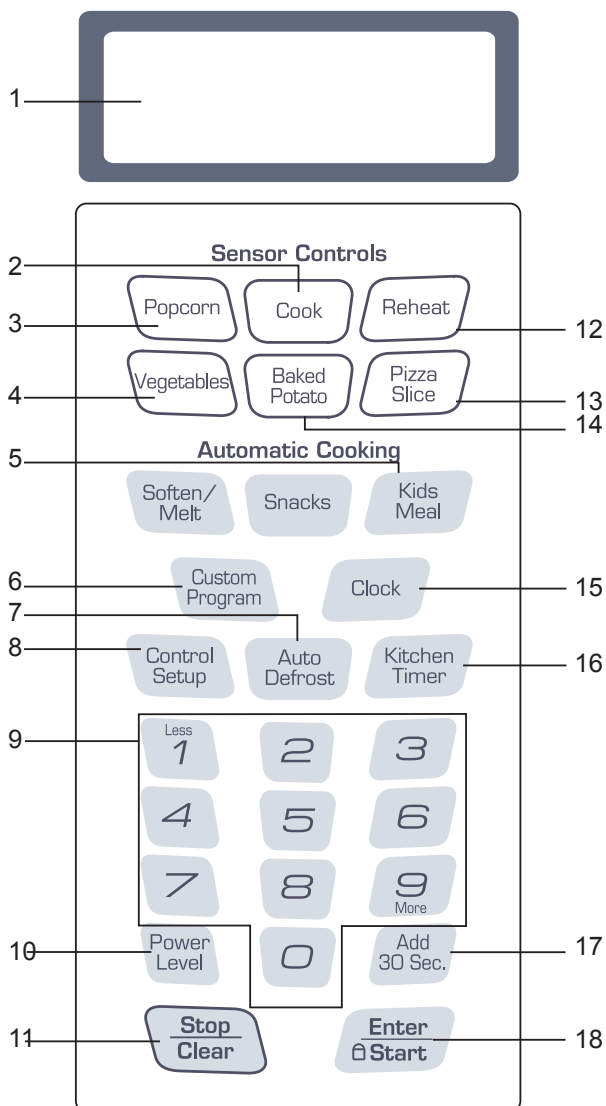 1
Sensor Controls
2
Popcorn
Cook
Reheat
3
12
Vegetables
Baked
Potato
Pizza
Slice
4
13
14
Automatic Cooking
5
Soften/
Melt
Snacks
Kids
Meal
6
Custom
Program
Clock
15
7
8
Control
Setup
Auto
Defrost
Kitchen
Timer
16
9
Less
1
2
3
4
5
6
7
8
9
More
10
Power
Level
0
Add
30 Sec.
17
11
Stop
Clear
Enter
Start
18